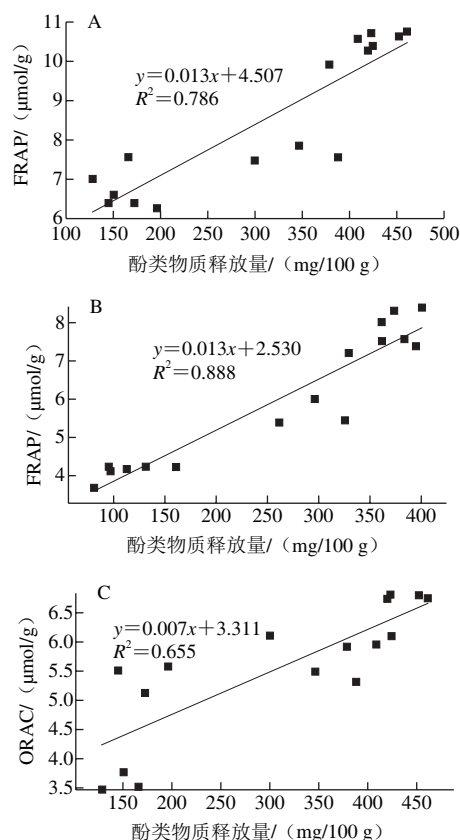 A
11
10
9
8
7
6
y=0.013x+4.507
R²=0.786
FRAP/（μmol/g）
100 150 200 250 300 350 400 450 500
酚类物质释放量/（mg/100 g）
B
8
7
6
5
4
y=0.013x+2.530
R²=0.888
FRAP/（μmol/g）
100 150 200 250 300 350 400
酚类物质释放量/（mg/100 g）
C
6.5
6.0
5.5
5.0
4.5
4.0
3.5
y=0.007x+3.311
R²=0.655
ORAC/（μmol/g）
150 200 250 300 350 400 450
酚类物质释放量/（mg/100 g）